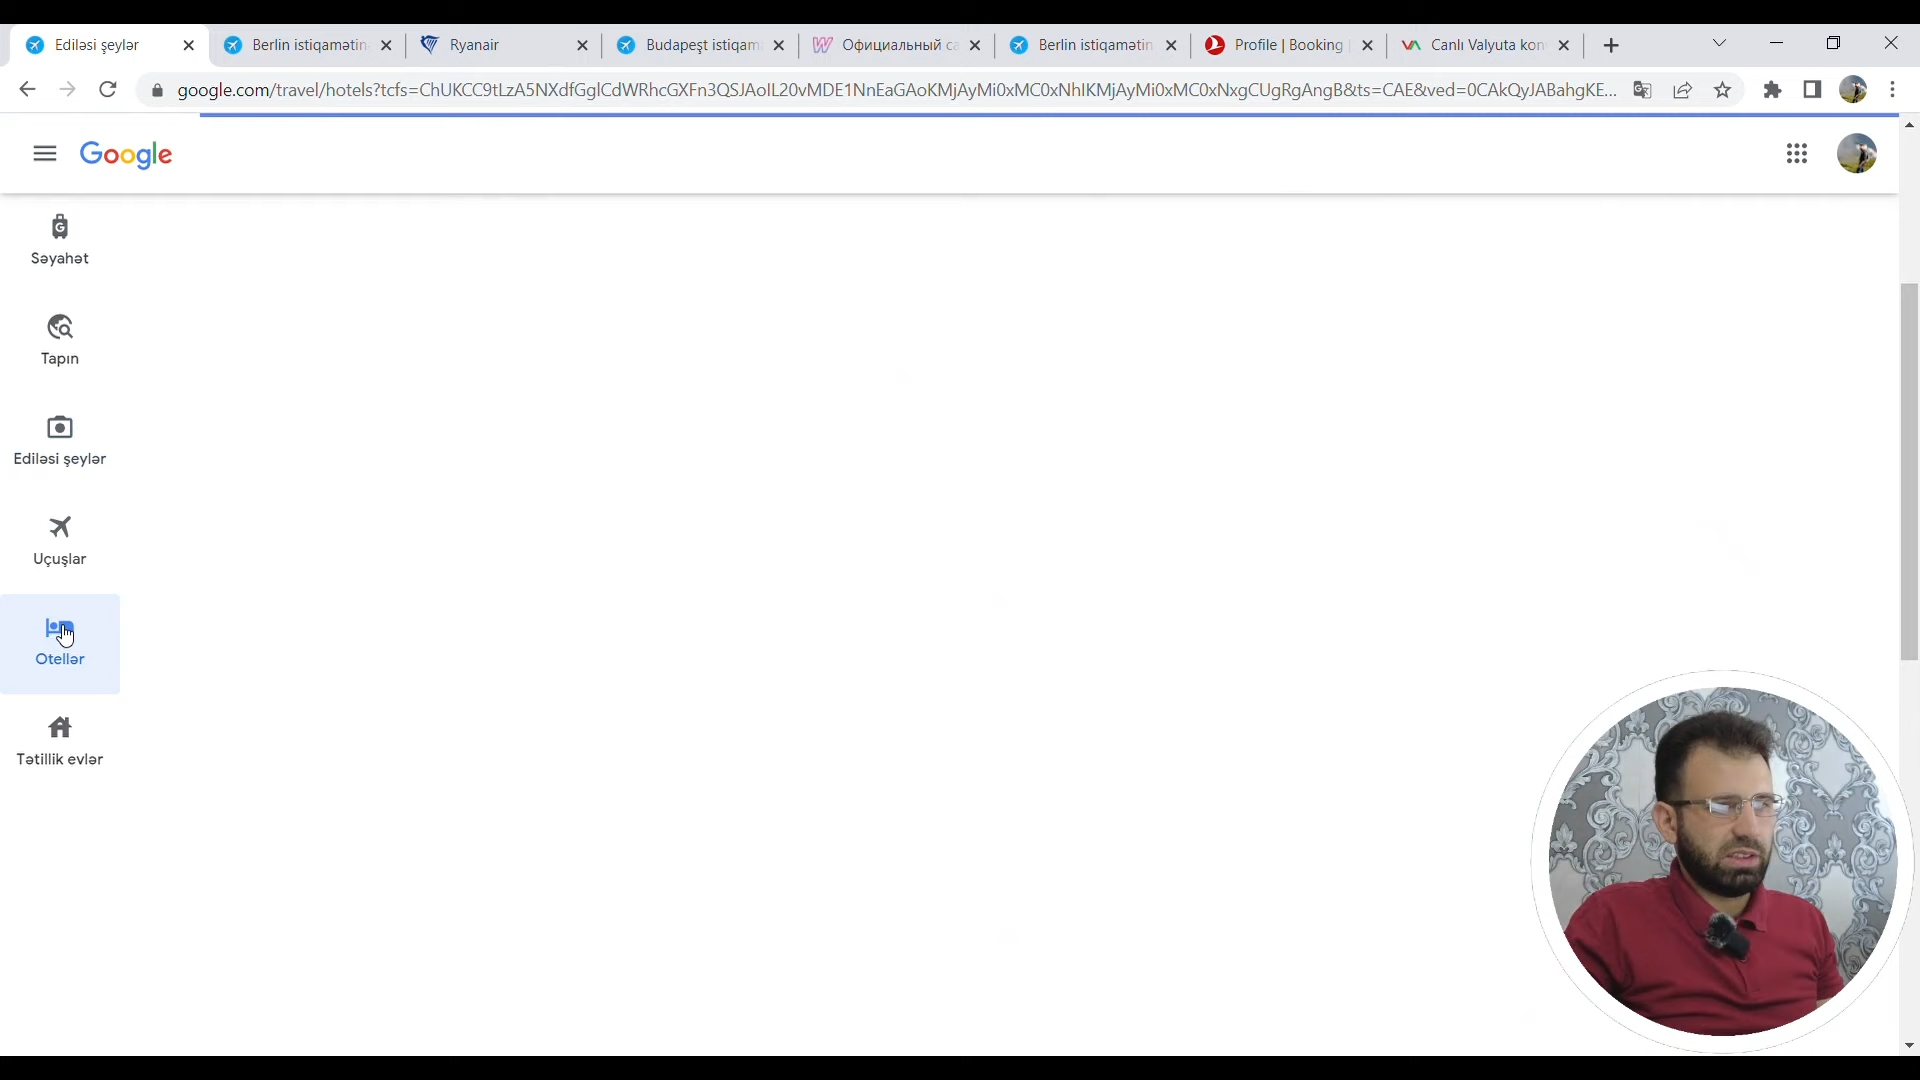 Ediləsi şeylər
Berlin istiqamətin
Ryanair
Budapeşt istiqam
Официальный са
Berlin istiqamətin
Profile | Booking |
Canlı Valyuta kon
google.com/travel/hotels?tcfs=ChUKCC9tLzA5NXdfGglCdWRhcGXFn3QSJAoIL20vMDE1NnEaGAoKMjAyMi0xMC0xNhIKMjAyMi0xMC0xNxgCUgRgAngB&ts=CAE&ved=0CAkQyJABahgKE...
Google
Səyahət
Tapın
Ediləsi şeylər
Uçuşlar
Otellər
Tətillik evlər